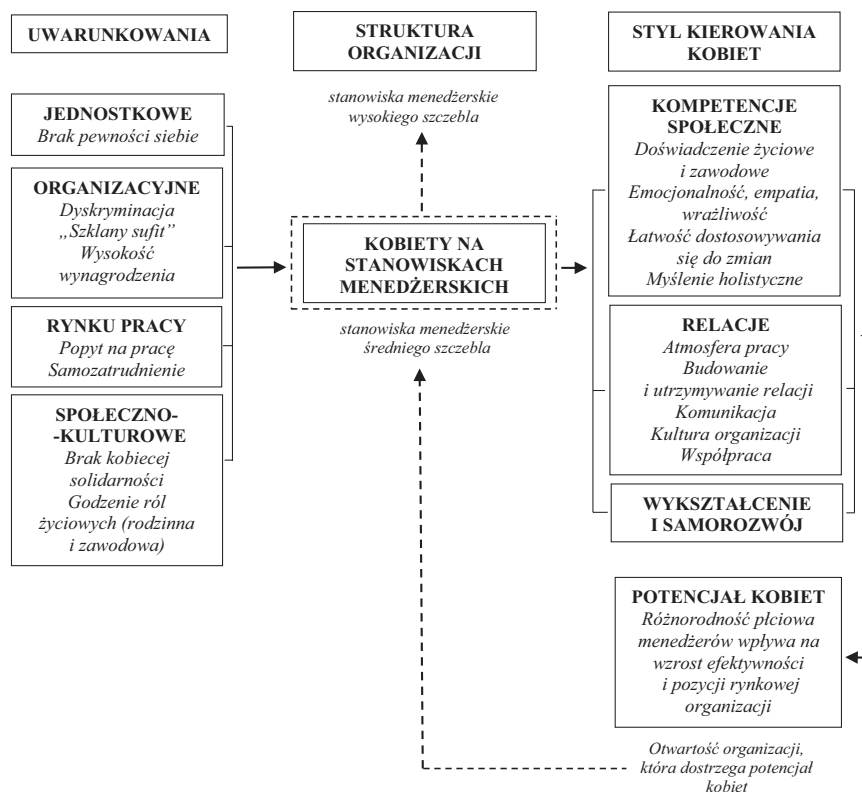 UWARUNKOWANIA
JEDNOSTKOWE
Brak pewności siebie
ORGANIZACYJNE
Dyskryminacja
„Szklany sufit”
Wysokość
wynagrodzenia
RYNKU PRACY
Popyt na pracę
Samozatrudnienie
SPOŁECZNO-
-KULTUROWE
Brak kobiecej
solidarności
Godzenie ról
życiowych (rodzinna
i zawodowa)
STRUKTURA
ORGANIZACJI
stanowiska menedżerskie
wysokiego szczebla
KOBIETY NA
STANOWISKACH
MENEDŻERSKICH
stanowiska menedżerskie
średniego szczebla
STYL KIEROWANIA
KOBIET
KOMPETENCJE
SPOŁECZNE
Doświadczenie życiowe
i zawodowe
Emocjonalność, empatia,
wrażliwość
Łatwość dostosowywania
się do zmian
Myślenie holistyczne
RELACJE
Atmosfera pracy
Budowanie
i utrzymywanie relacji
Komunikacja
Kultura organizacji
Współpraca
WYKSZTAŁCENIE
I SAMOROZWÓJ
POTENCJAŁ KOBIET
Różnorodność płciowa
menedżerów wpływa na
wzrost efektywności
i pozycji rynkowej
organizacji
Otwartość organizacji,
która dostrzega potencjał
kobiet